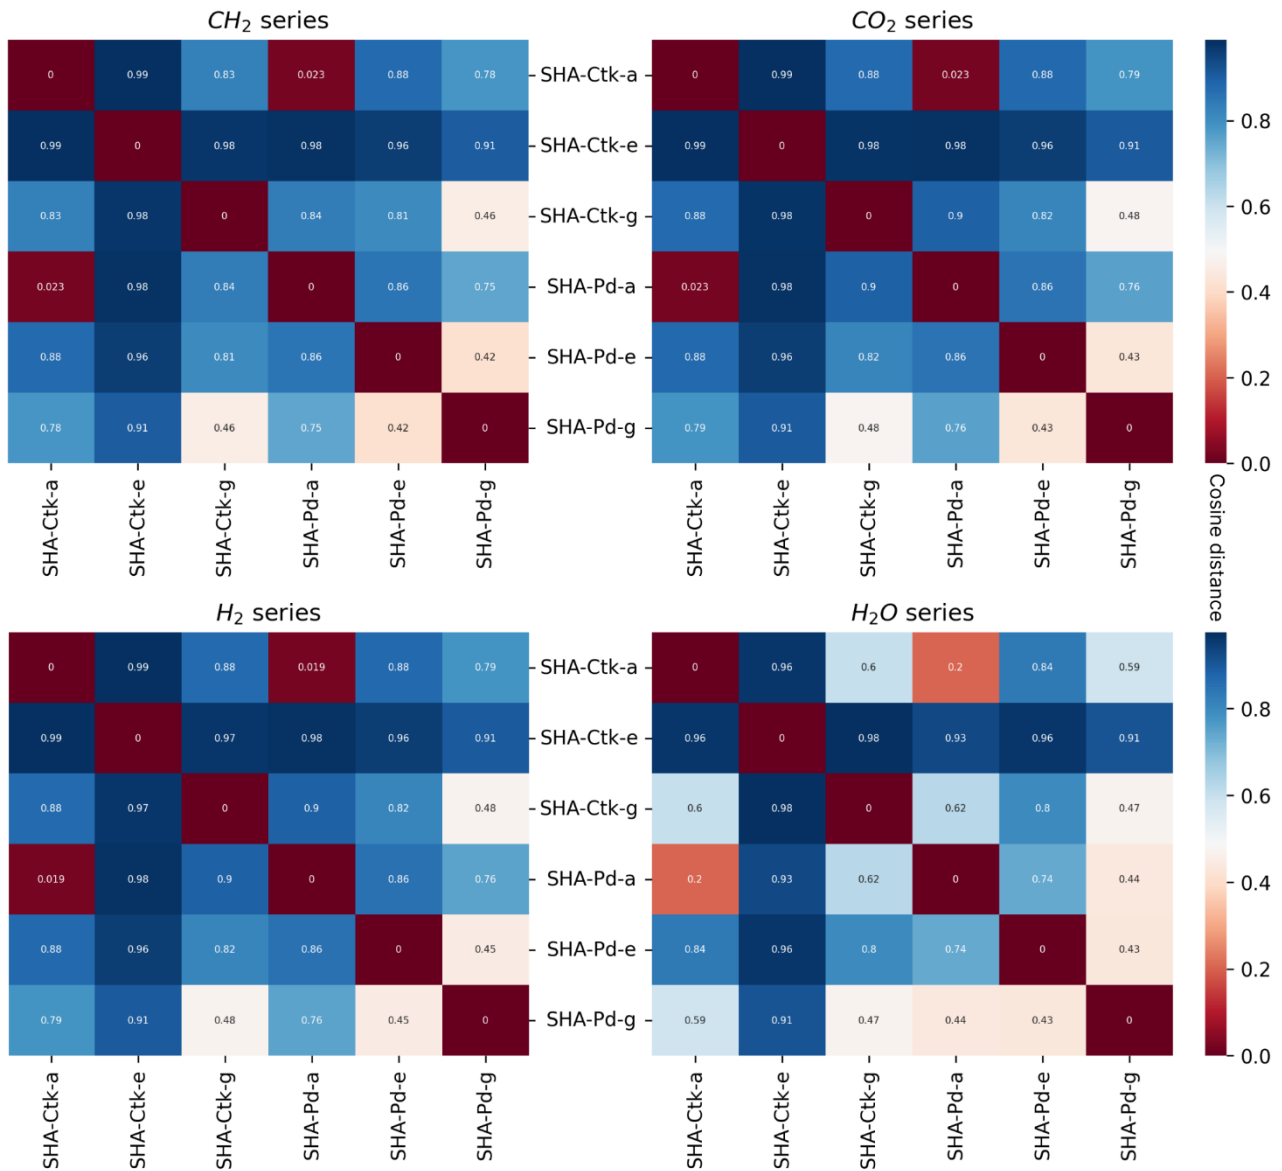 CH2 series CO2 series
0 0.99 0.83 0.023 0.88 0.78 SHA-Ctk-a 0 0.99 0.88 0.023 0.88 0.79
0.99 0 0.98 0.98 0.96 0.91 SHA-Ctk-e 0.99 0 0.98 0.98 0.96 0.91 0.8
0.83 0.98 0 0.84 0.81 0.46 SHA-Ctk-g 0.88 0.98 0 0.9 0.82 0.48 0.6
0.023 0.98 0.84 0 0.86 0.75 SHA-Pd-a 0.023 0.98 0.9 0 0.86 0.76 0.4
0.88 0.96 0.81 0.86 0 0.42 SHA-Pd-e 0.88 0.96 0.82 0.86 0 0.43 0.2
0.78 0.91 0.46 0.75 0.42 0 SHA-Pd-g 0.79 0.91 0.48 0.76 0.43 0 0.0
SHA-Ctk-a SHA-Ctk-e SHA-Ctk-g SHA-Pd-a SHA-Pd-e SHA-Pd-g SHA-Ctk-a SHA-Ctk-e SHA-Ctk-g SHA-Pd-a SHA-Pd-e SHA-Pd-g
Cosine distance
H2 series H2O series
0 0.99 0.88 0.019 0.88 0.79 SHA-Ctk-a 0 0.96 0.6 0.2 0.84 0.59
0.99 0 0.97 0.98 0.96 0.91 SHA-Ctk-e 0.96 0 0.98 0.93 0.96 0.91 0.8
0.88 0.97 0 0.9 0.82 0.48 SHA-Ctk-g 0.6 0.98 0 0.62 0.8 0.47 0.6
0.019 0.98 0.9 0 0.86 0.76 SHA-Pd-a 0.2 0.93 0.62 0 0.74 0.44 0.4
0.88 0.96 0.82 0.86 0 0.45 SHA-Pd-e 0.84 0.96 0.8 0.74 0 0.43 0.2
0.79 0.91 0.48 0.76 0.45 0 SHA-Pd-g 0.59 0.91 0.47 0.44 0.43 0 0.0
SHA-Ctk-a SHA-Ctk-e SHA-Ctk-g SHA-Pd-a SHA-Pd-e SHA-Pd-g SHA-Ctk-a SHA-Ctk-e SHA-Ctk-g SHA-Pd-a SHA-Pd-e SHA-Pd-g